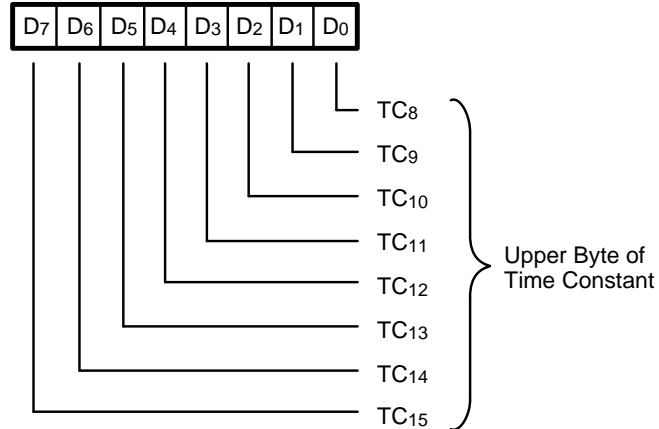 D7 D6 D5 D4 D3 D2 D1 D0
TC8
TC9
TC10
TC11
Upper Byte of
Time Constant
TC12
TC13
TC14
TC15